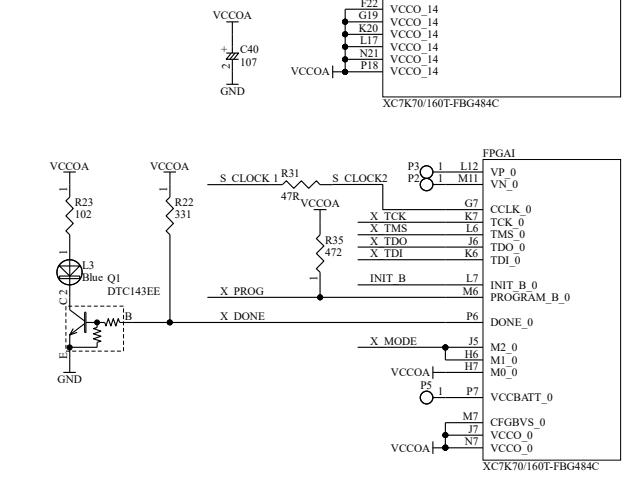 F22 VCCO_14
G19 VCCO_14
K20 VCCO_14
L17 VCCO_14
N21 VCCO_14
VCCOA P18 VCCO_14
XC7K70/160T-FBG484C
VCCOA
+ C40
2 107
GND
FPGAI
P3 1 L12 VP_0
P2 1 M11 VN_0
S_CLOCK 1 R31 S_CLOCK2
47R
G7 CCLK_0
X_TCK K7 TCK_0
X_TMS L6 TMS_0
X_TDO J6 TDO_0
X_TDI K6 TDI_0
INIT_B L7 INIT_B_0
X_PROG M6 PROGRAM_B_0
X_DONE P6 DONE_0
X_MODE J5 M2_0
H6 M1_0
VCCOA H7 M0_0
P5 1 P7 VCCBATT_0
M7 CFGBVS_0
J7 VCCO_0
VCCOA N7 VCCO_0
XC7K70/160T-FBG484C
VCCOA
R35
472
1
VCCOA
1
R22
331
VCCOA
1
R23
102
1
L3
Blue
2
Q1
DTC143EE
C
B
E
GND